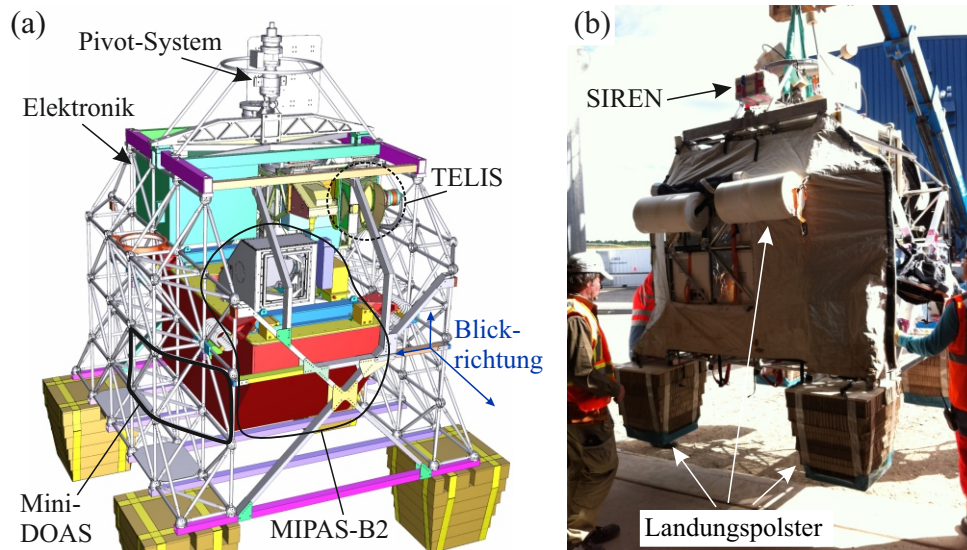 (a)
Pivot-System
Elektronik
TELIS
Blick-
richtung
Mini-
DOAS
MIPAS-B2
(b)
SIREN
Landungspolster